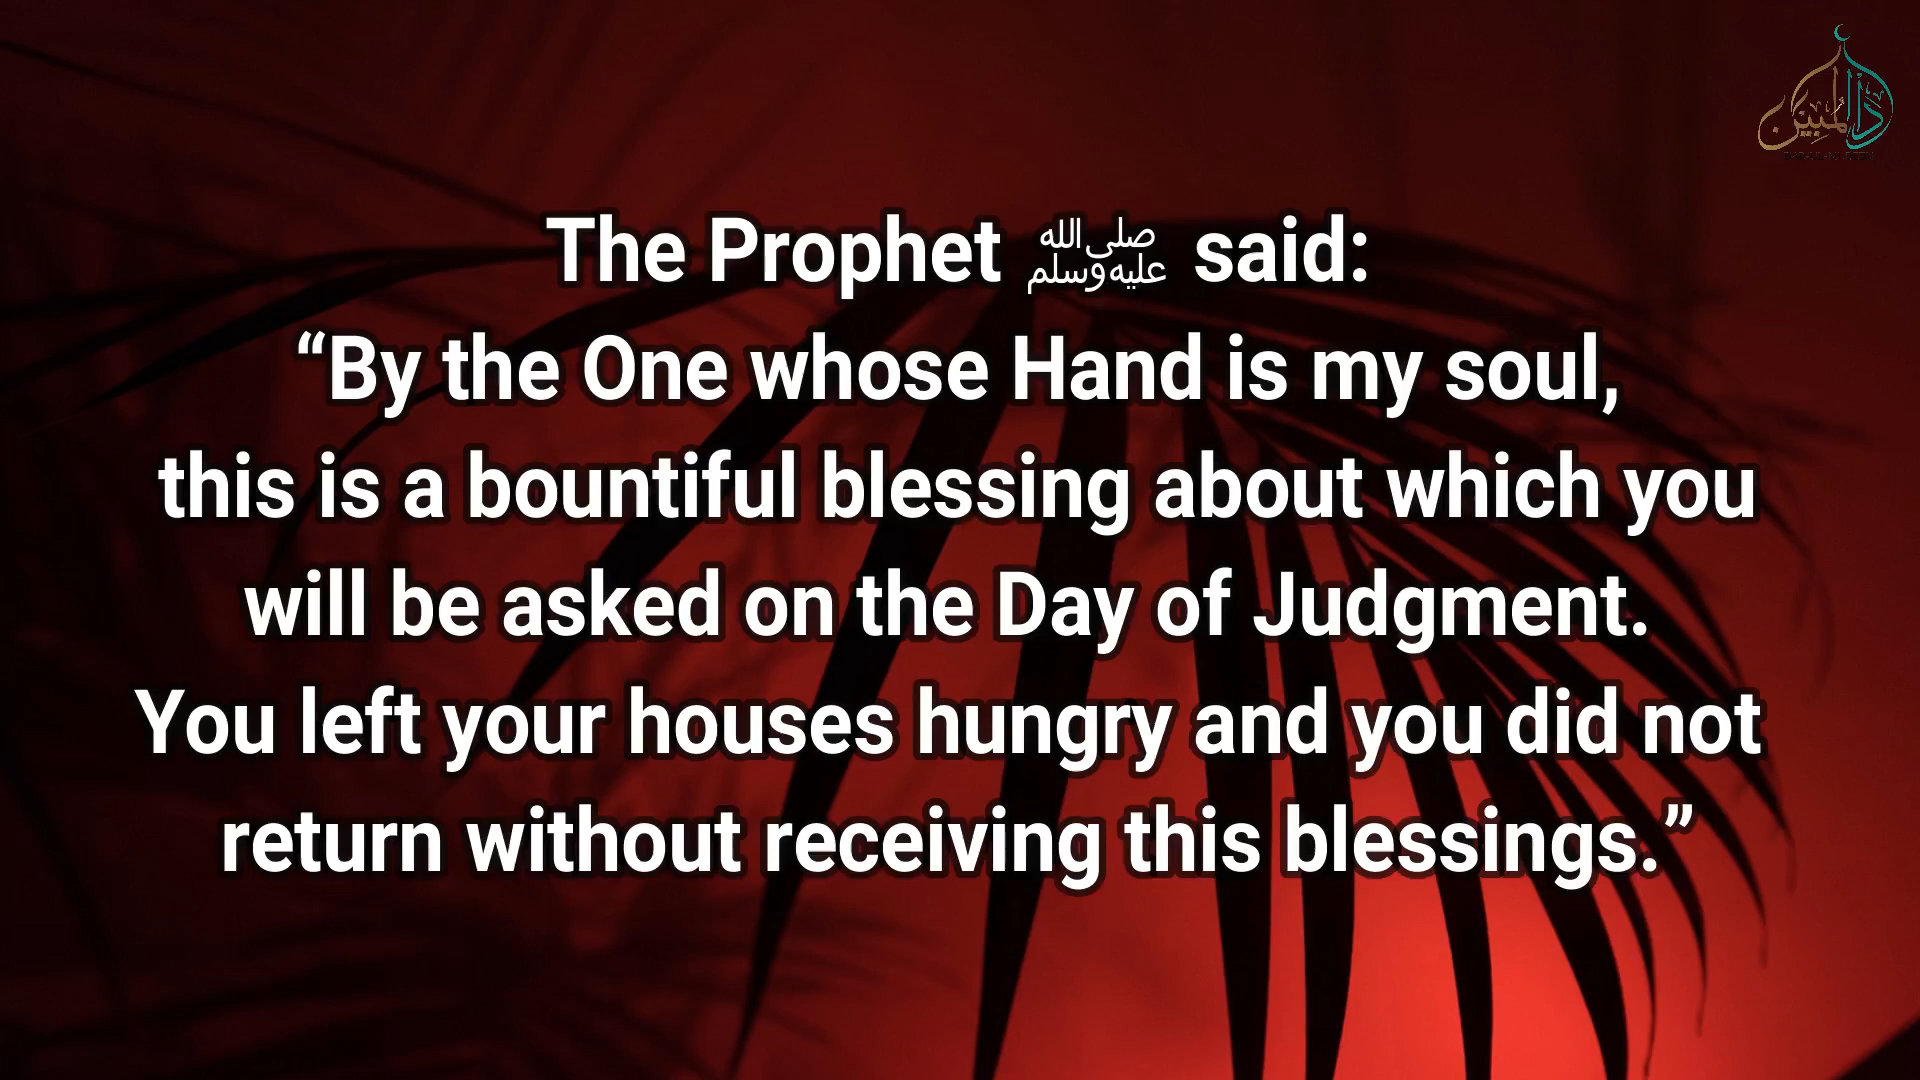 دار المبين
The Prophet ﷺ said:
“By the One whose Hand is my soul,
this is a bountiful blessing about which you
will be asked on the Day of Judgment.
You left your houses hungry and you did not
return without receiving this blessings.”